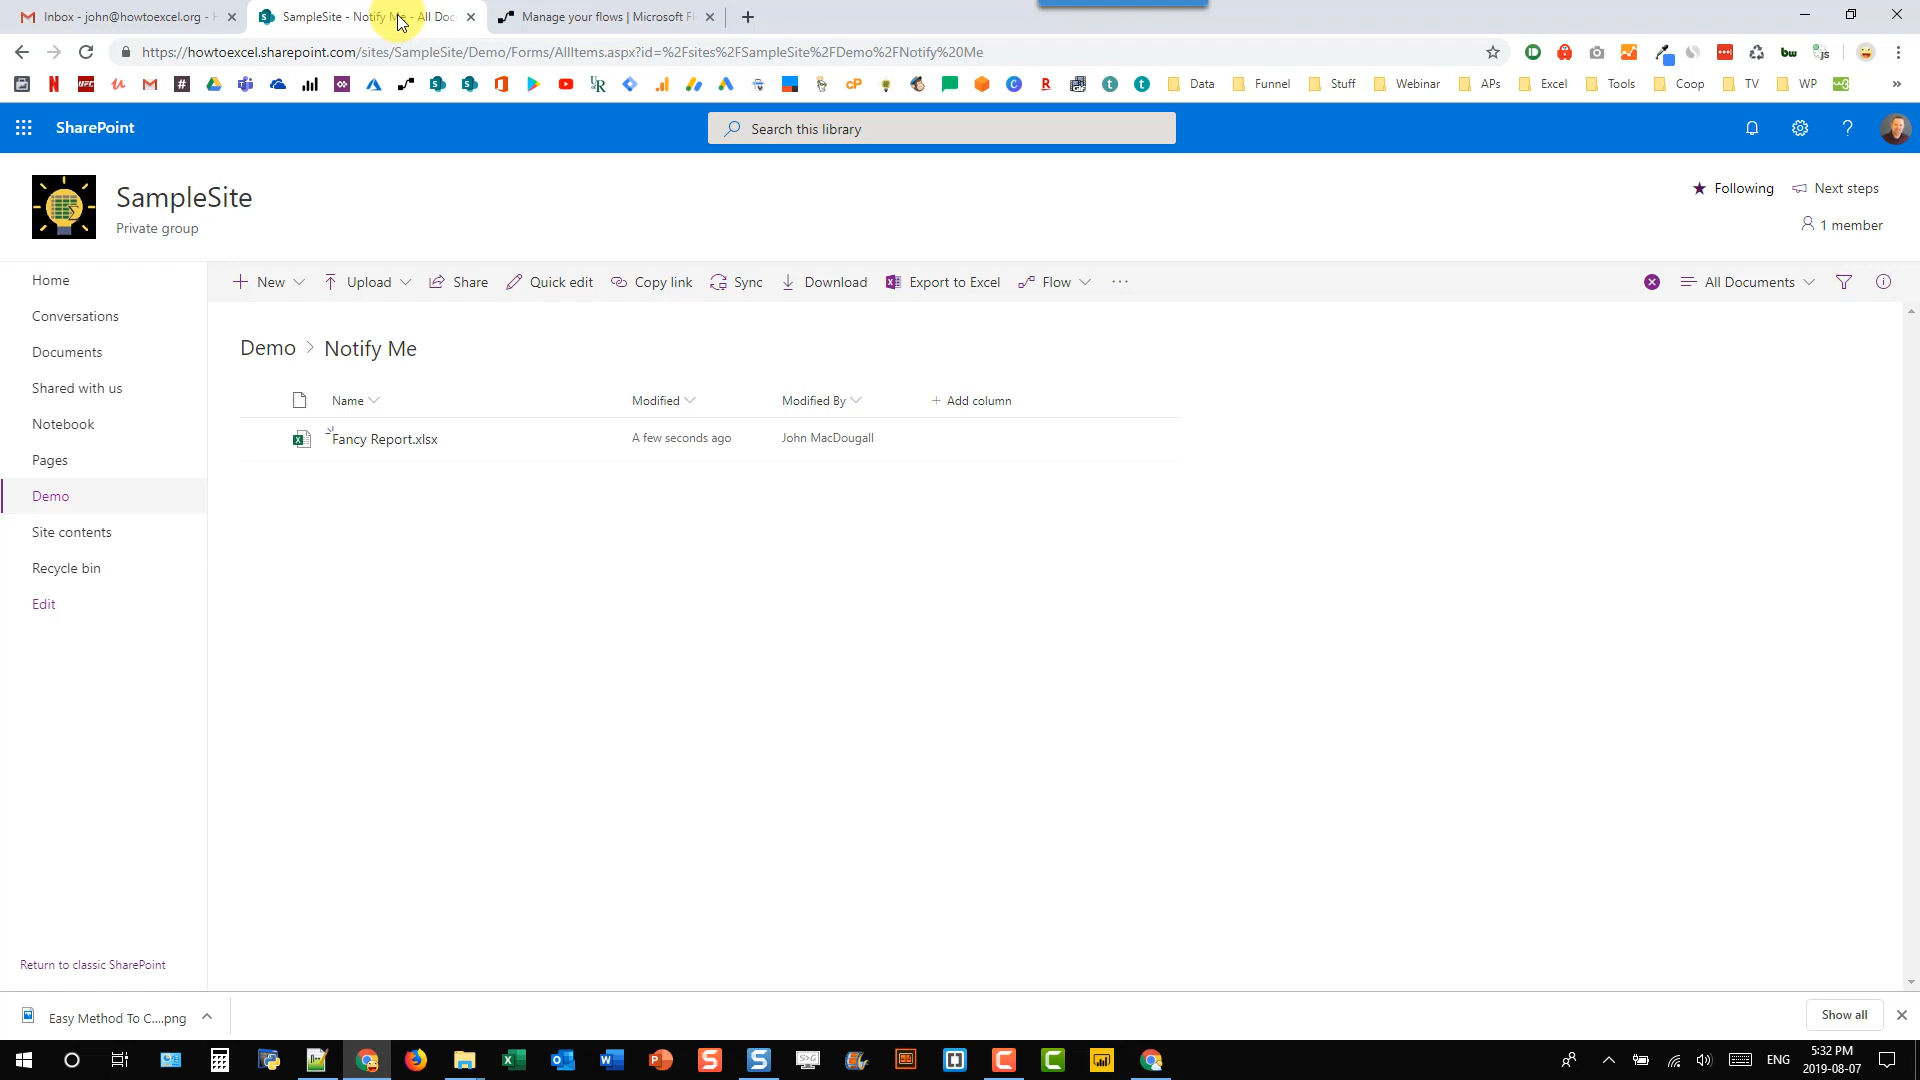 Inbox - john@howtoexcel.org - H
SampleSite - Notify Me - All Doc
Manage your flows | Microsoft Fl
https://howtoexcel.sharepoint.com/sites/SampleSite/Demo/Forms/AllItems.aspx?id=%2Fsites%2FSampleSite%2FDemo%2FNotify%20Me
Data
Funnel
Stuff
Webinar
APs
Excel
Tools
Coop
TV
WP
SharePoint
Search this library
SampleSite
Private group
Following
Next steps
1 member
Home
Conversations
Documents
Shared with us
Notebook
Pages
Demo
Site contents
Recycle bin
Edit
Return to classic SharePoint
New
Upload
Share
Quick edit
Copy link
Sync
Download
Export to Excel
Flow
All Documents
Demo > Notify Me
Name
Modified
Modified By
+ Add column
Fancy Report.xlsx
A few seconds ago
John MacDougall
Easy Method To C....png
Show all
ENG
5:32 PM
2019-08-07